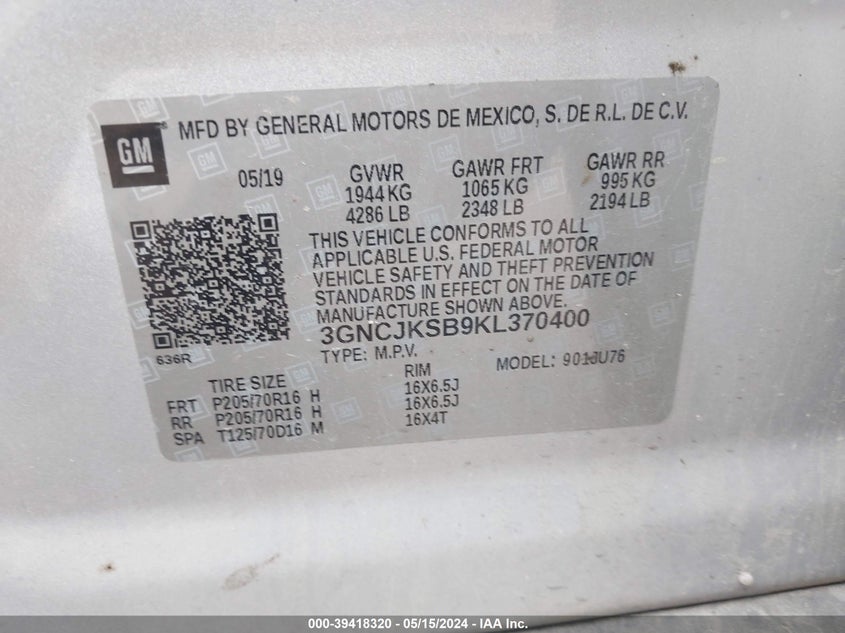 GM
MFD BY GENERAL MOTORS DE MEXICO, S. DE R.L. DE C.V.
05/19
GVWR GAWR FRT GAWR RR
1944 KG 1065 KG 995 KG
4286 LB 2348 LB 2194 LB
THIS VEHICLE CONFORMS TO ALL
APPLICABLE U.S. FEDERAL MOTOR
VEHICLE SAFETY AND THEFT PREVENTION
STANDARDS IN EFFECT ON THE DATE OF
MANUFACTURE SHOWN ABOVE.
3GNCJKSB9KL370400
636R
TYPE: M.P.V. MODEL: 901JU76
TIRE SIZE RIM
FRT P205/70R16 H 16X6.5J
RR P205/70R16 H 16X6.5J
SPA T125/70D16 M 16X4T
000-39418320 - 05/15/2024 - IAA Inc.